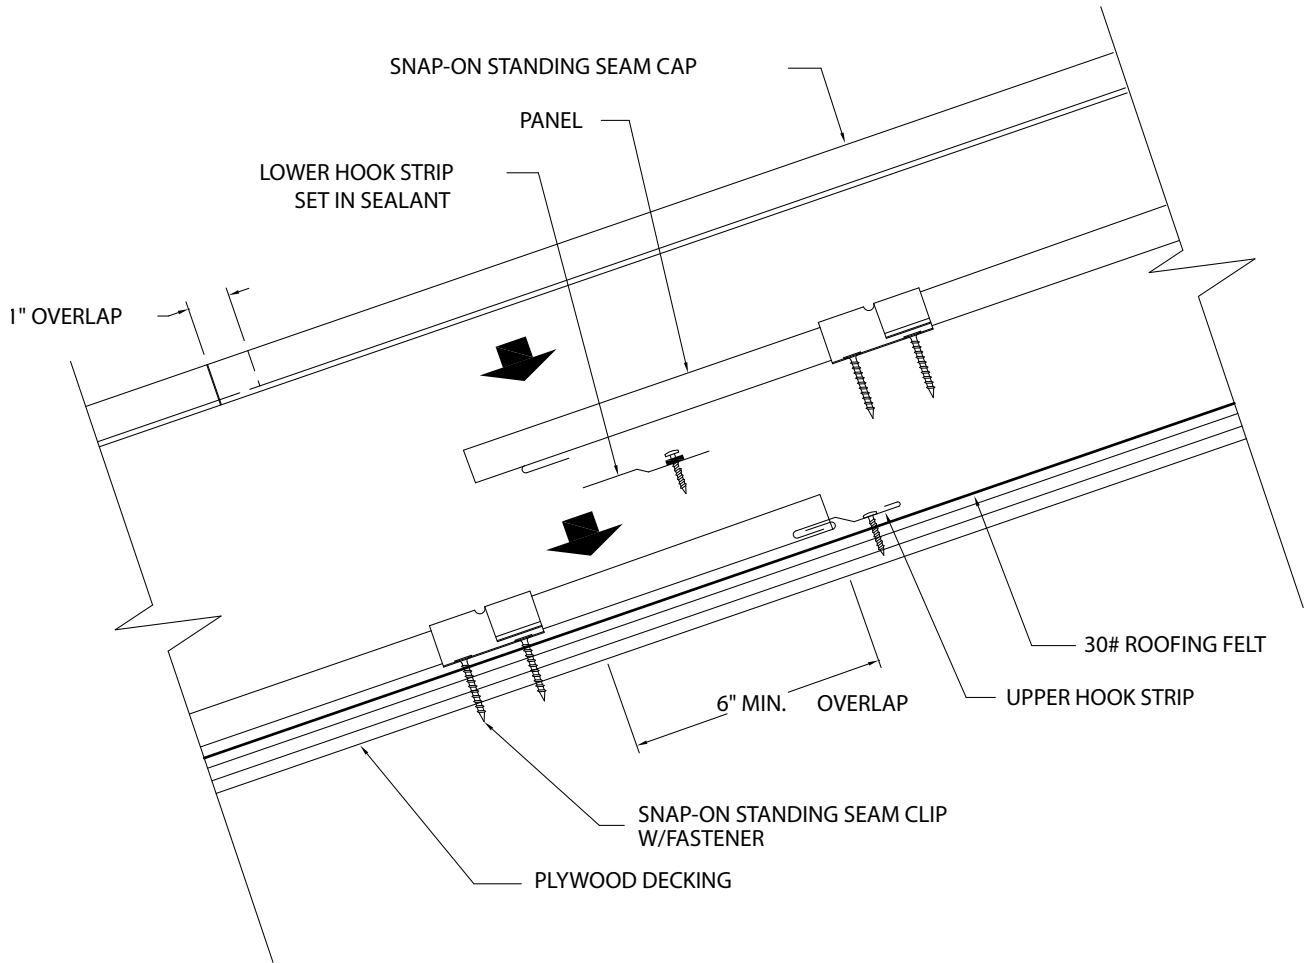 SNAP-ON STANDING SEAM CAP
PANEL
LOWER HOOK STRIP
SET IN SEALANT
1" OVERLAP
30# ROOFING FELT
UPPER HOOK STRIP
6" MIN. OVERLAP
SNAP-ON STANDING SEAM CLIP
W/FASTENER
PLYWOOD DECKING